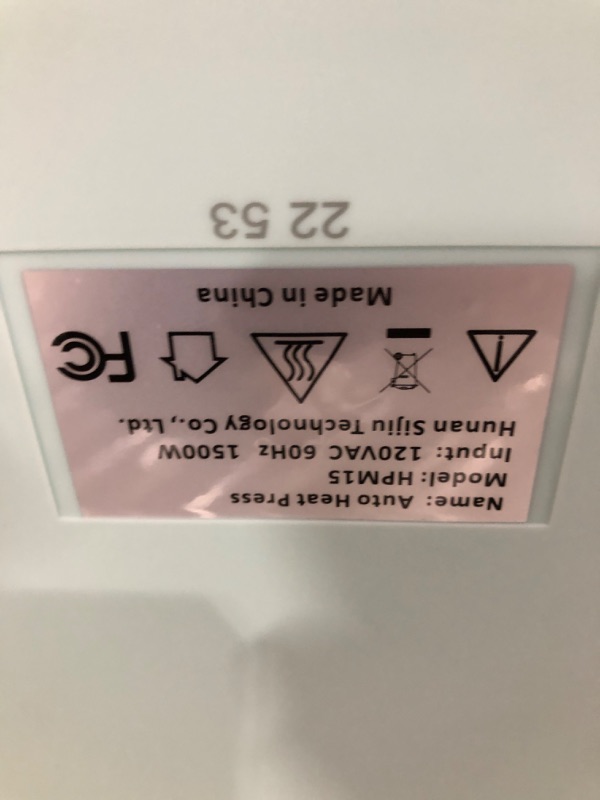 Name: Auto Heat Press
Model: HPM15
Input: 120VAC 60Hz 1500W
Hunan Sijiu Technology Co., Ltd.
FC
Made in China
22 53